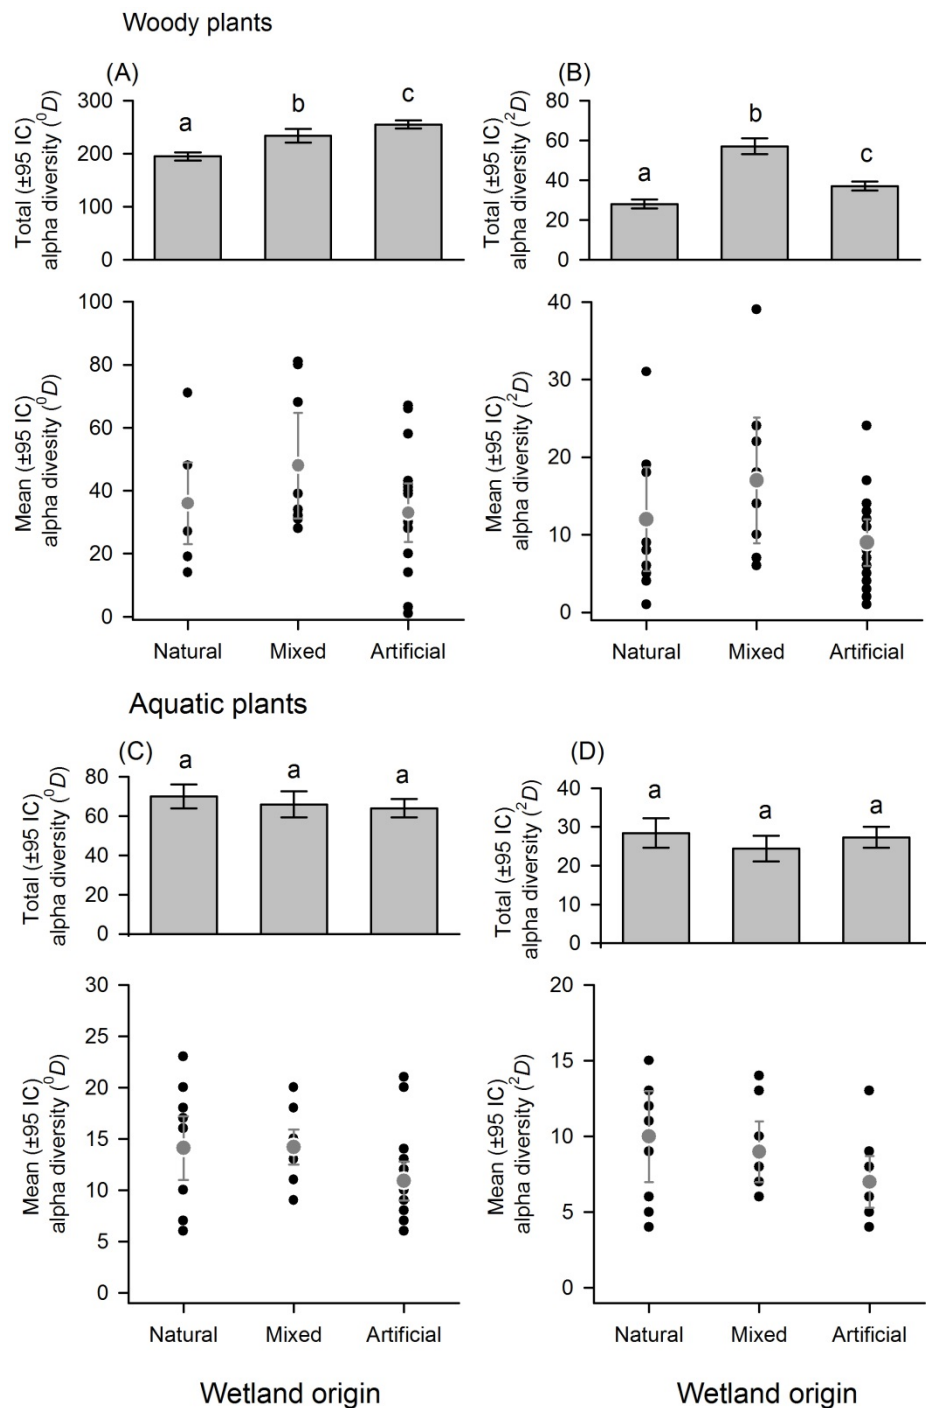 Woody plants
(A)
Total (±95 IC)
alpha diversity (⁰D)
300
200
100
0
a
b
c
Mean (±95 IC)
alpha divesity (⁰D)
100
80
60
40
20
0
Natural
Mixed
Artificial
(B)
Total (±95 IC)
alpha diversity (²D)
80
60
40
20
0
a
b
c
Mean (±95 IC)
alpha diversity (²D)
40
30
20
10
0
Natural
Mixed
Artificial
Aquatic plants
(C)
Total (±95 IC)
alpha diversity (⁰D)
80
60
40
20
0
a
a
a
Mean (±95 IC)
alpha diversity (⁰D)
30
25
20
15
10
5
0
Natural
Mixed
Artificial
Wetland origin
(D)
Total (±95 IC)
alpha diversity (²D)
40
30
20
10
0
a
a
a
Mean (±95 IC)
alpha diversity (²D)
20
15
10
5
0
Natural
Mixed
Artificial
Wetland origin